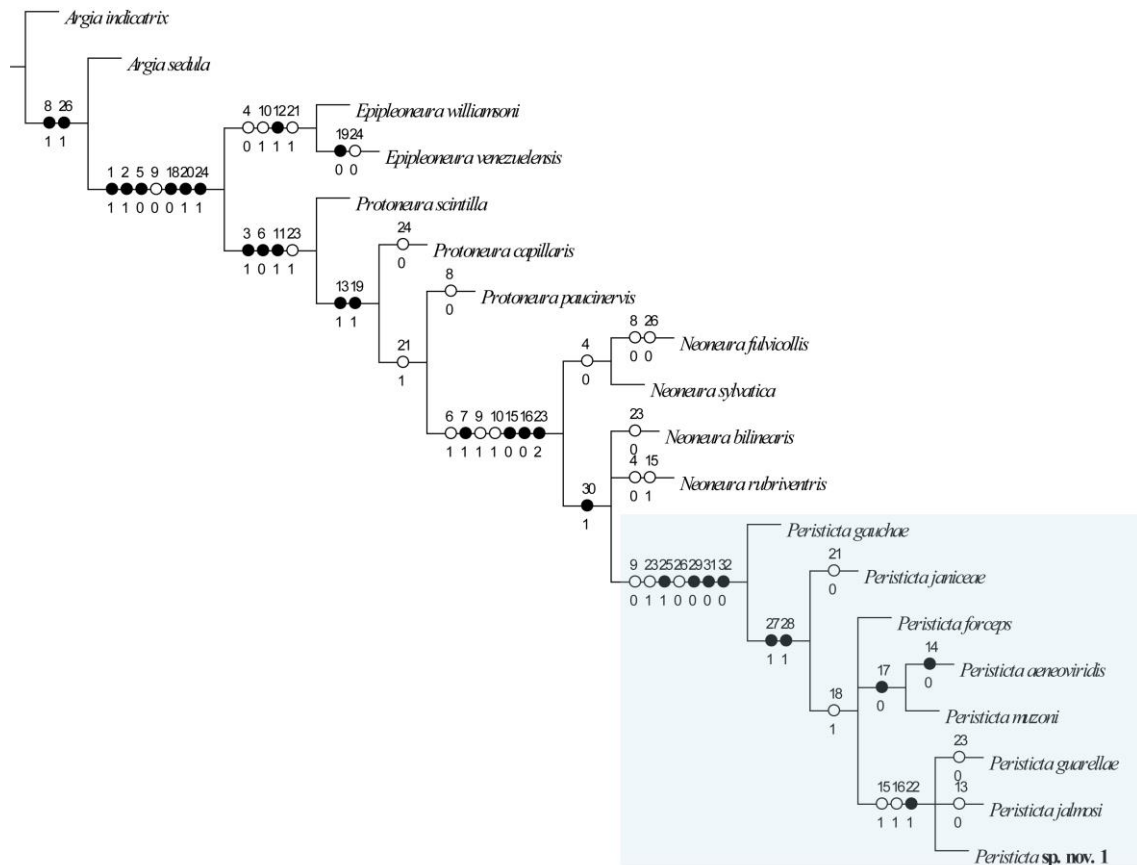 Argia indicatrix
Argia sedula
8 26
1 1
4 10 12 21
0 1 1 1
Epipleoneura williamsoni
19 24
0 0
Epipleoneura venezuelensis
1 2 5 9 18 20 24
1 1 0 0 0 1 1
Protoneura scintilla
3 6 11 23
1 0 1 1
24
0
Protoneura capillaris
13 19
1 1
8
0
Protoneura paucinervis
21
1
8 26
0 0
Neoneura fulvicollis
4
0
Neoneura sylvatica
6 7 9 10 15 16 23
1 1 1 1 0 0 2
23
0
Neoneura bilinearis
4 15
0 1
Neoneura rubriventris
30
1
Peristicta gauchae
9 23 25 26 29 31 32
0 1 1 0 0 0 0
21
0
Peristicta janiceae
27 28
1 1
Peristicta forceps
14
0
Peristicta aeneoviridis
17
0
18
1
Peristicta muzoni
23
0
Peristicta guarellae
15 16 22
1 1 1
13
0
Peristicta jalmosi
Peristicta sp. nov. 1